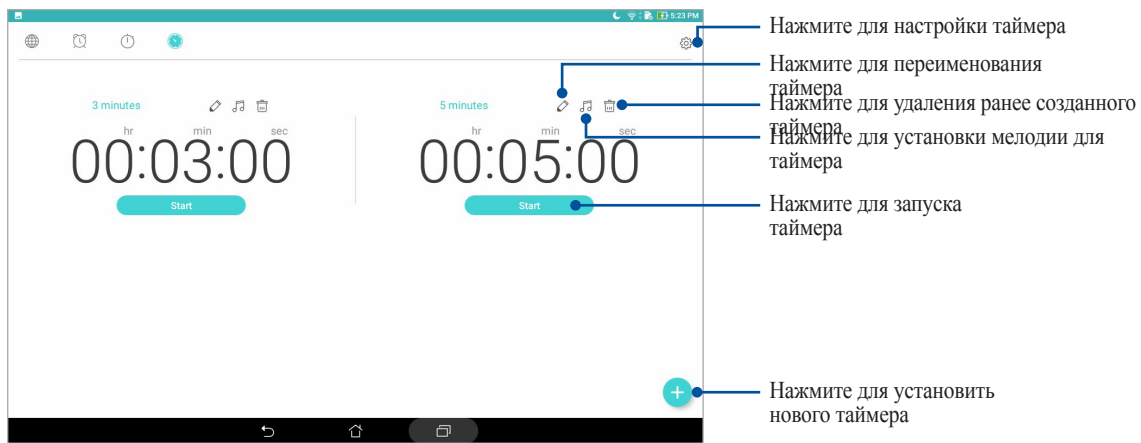 5:23 PM
Нажмите для настройки таймера
Нажмите для переименования
таймера
Нажмите для удаления ранее созданного
таймера
Нажмите для установки мелодии для
таймера
3 minutes
hr min sec
00:03:00
Start
5 minutes
hr min sec
00:05:00
Start
Нажмите для запуска
таймера
Нажмите для установить
нового таймера